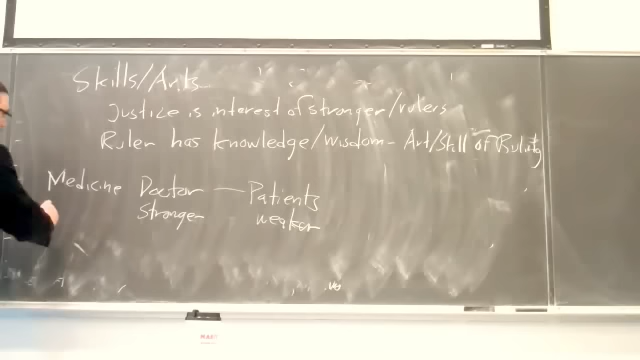 Skills/Arts
Justice is interest of stronger/rulers
Ruler has knowledge/wisdom - Art/Skill of Ruling
Medicine Doctor — Patients
Stronger weaker